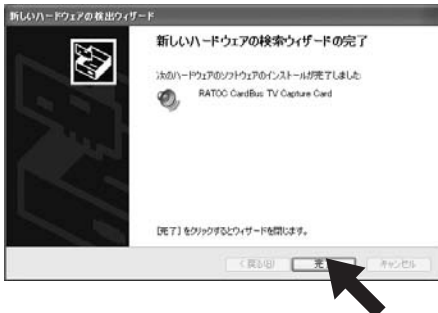 新しいハードウェアの検出ウィザード
新しいハードウェアの検索ウィザードの完了
次のハードウェアのソフトウェアのインストールが完了しました:
RATOC CardBus TV Capture Card
[完了] をクリックするとウィザードを閉じます。
< 戻る(B)
完
キャンセル